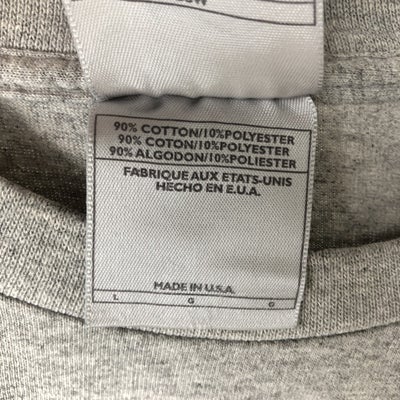 90% COTTON/10%POLYESTER
90% COTON/10%POLYESTER
90% ALGODON/10%POLIESTER
FABRIQUE AUX ETATS-UNIS
HECHO EN E.U.A.
MADE IN U.S.A.
L G G